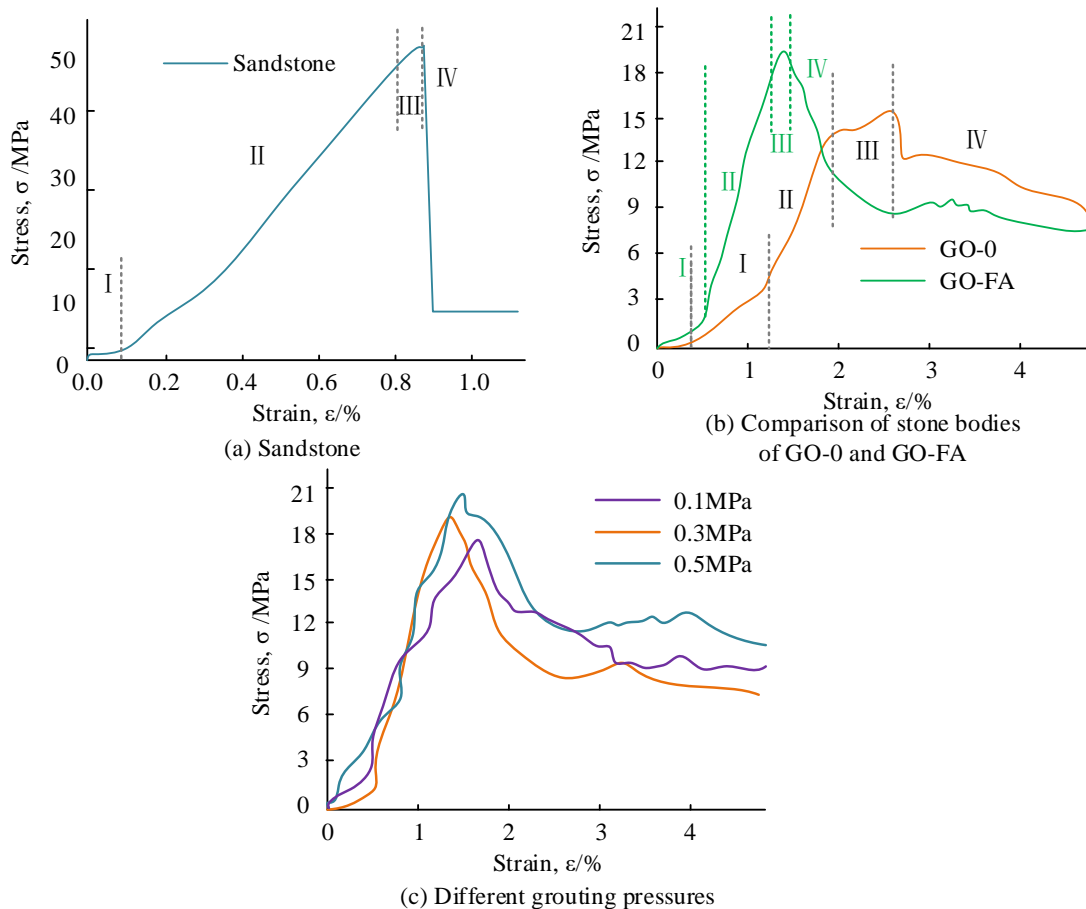 50
40
30
20
10
0
Stress, σ /MPa
Sandstone
I
II
III
IV
0.0
0.2
0.4
0.6
0.8
1.0
Strain, ε/%
(a) Sandstone
21
18
15
12
9
6
3
0
Stress, σ /MPa
I
II
III
IV
I
II
III
IV
GO-0
GO-FA
0
1
2
3
4
Strain, ε/%
(b) Comparison of stone bodies
of GO-0 and GO-FA
21
18
15
12
9
6
3
0
Stress, σ /MPa
0.1MPa
0.3MPa
0.5MPa
0
1
2
3
4
Strain, ε/%
(c) Different grouting pressures